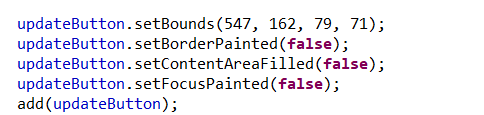 updateButton.setBounds(547, 162, 79, 71);
updateButton.setBorderPainted(false);
updateButton.setContentAreaFilled(false);
updateButton.setFocusPainted(false);
add(updateButton);